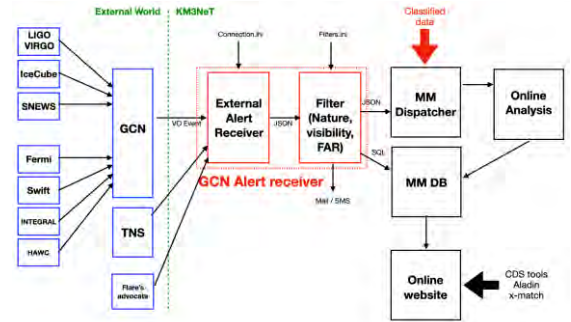 External World
KM3NeT
Classified
data
LIGO
VIRGO
IceCube
SNEWS
Fermi
Swift
INTEGRAL
HAWC
GCN
TNS
Flare's
advocate
VO Event
Connection.ini
Filters.ini
External
Alert
Receiver
JSON
Filter
(Nature,
visibility,
FAR)
GCN Alert receiver
Mail / SMS
JSON
SQL
MM
Dispatcher
Online
Analysis
MM DB
Online
website
CDS tools
Aladin
x-match